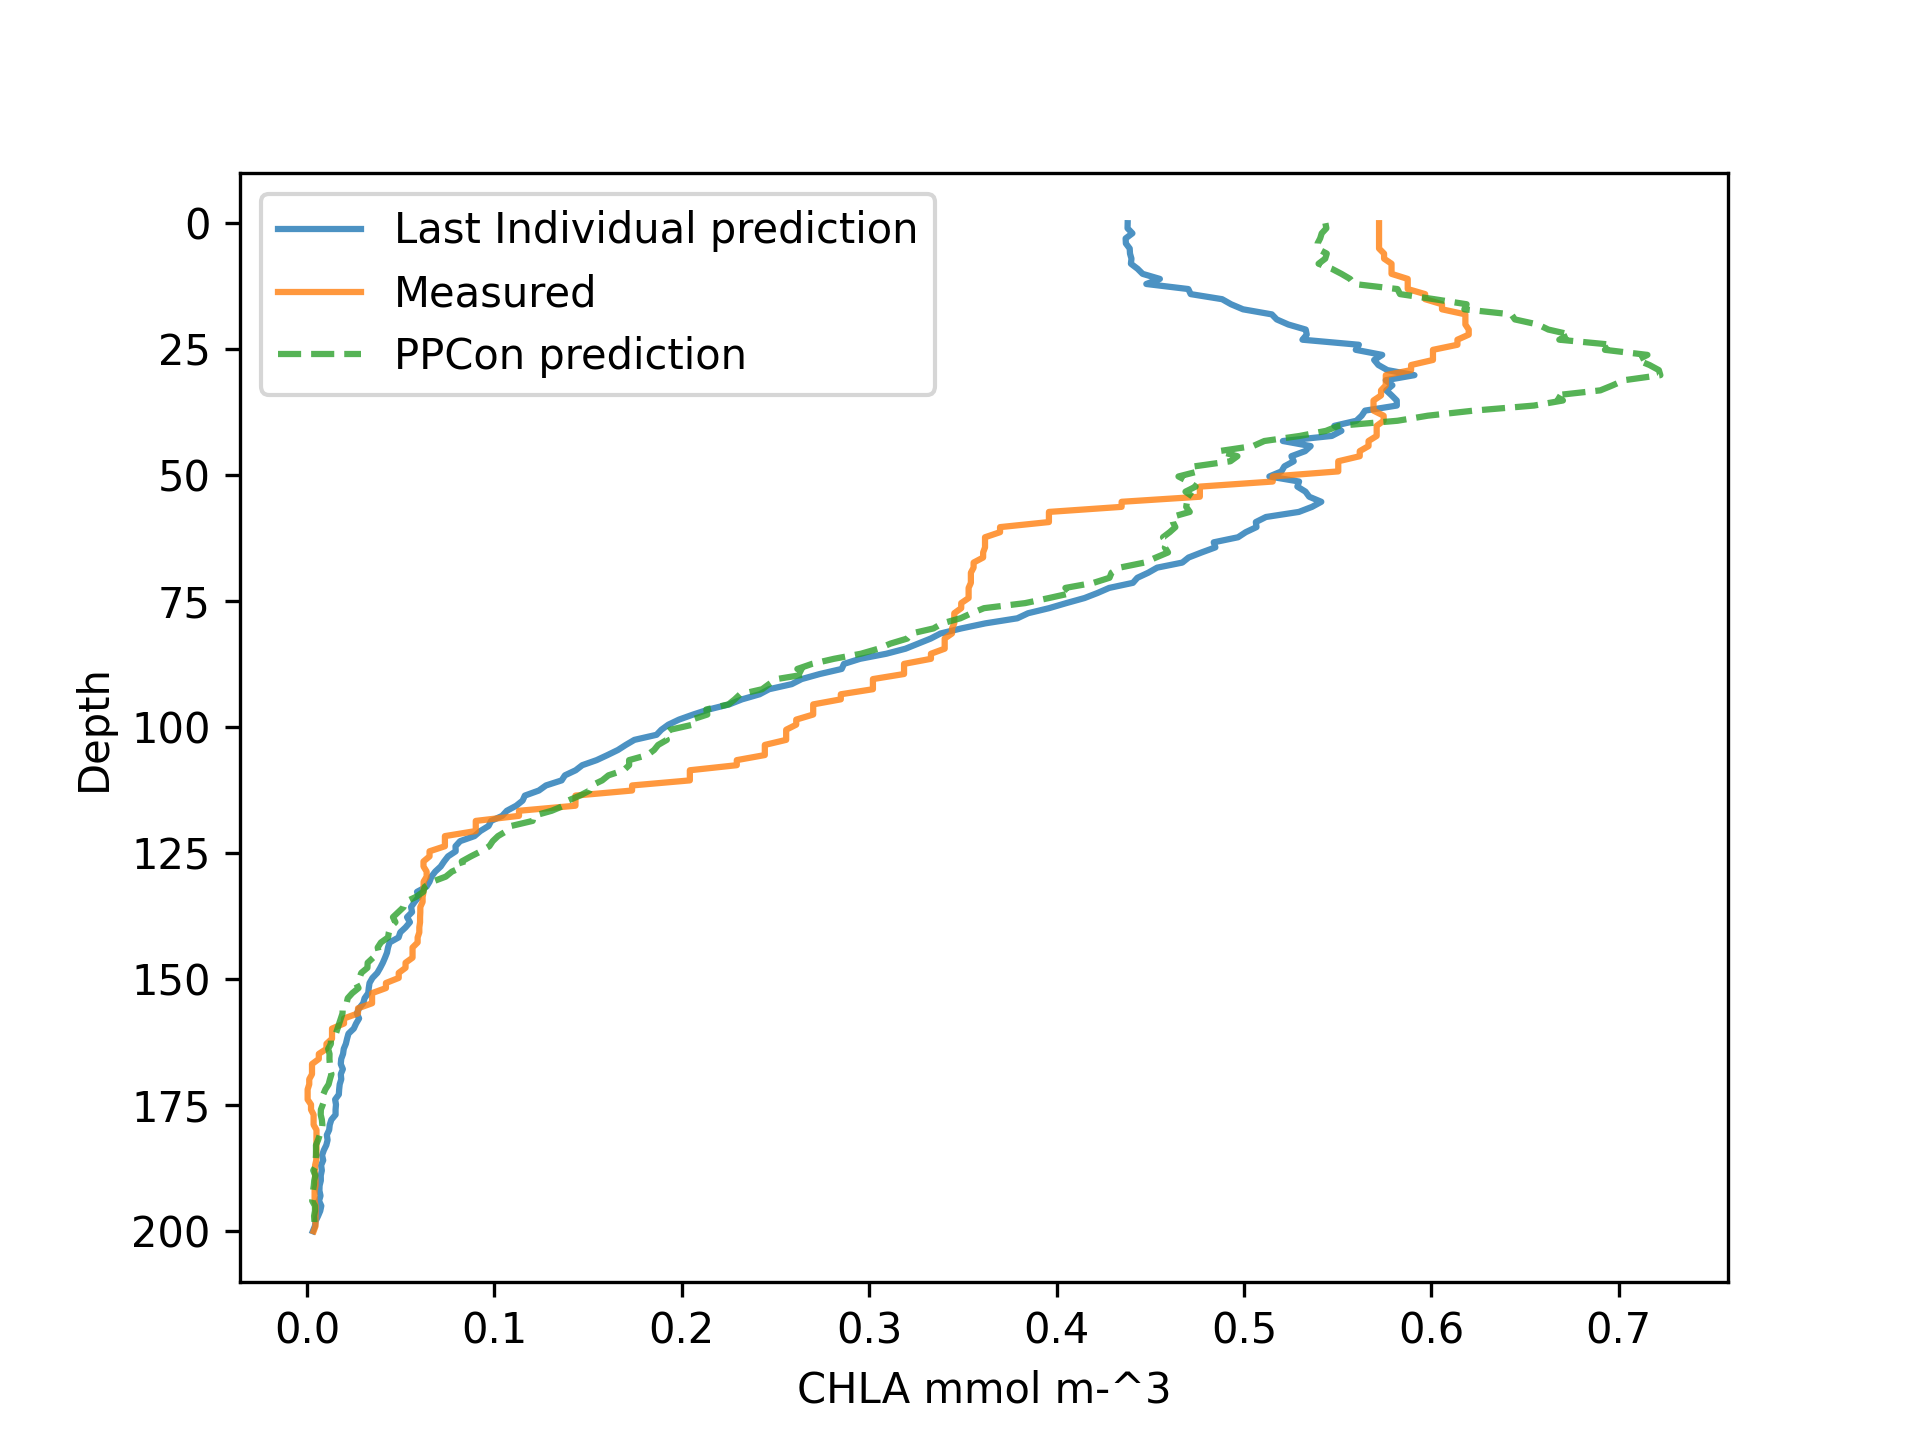 Last Individual prediction
Measured
PPCon prediction
0
25
50
75
100
125
150
175
200
Depth
0.0 0.1 0.2 0.3 0.4 0.5 0.6 0.7
CHLA mmol m-^3